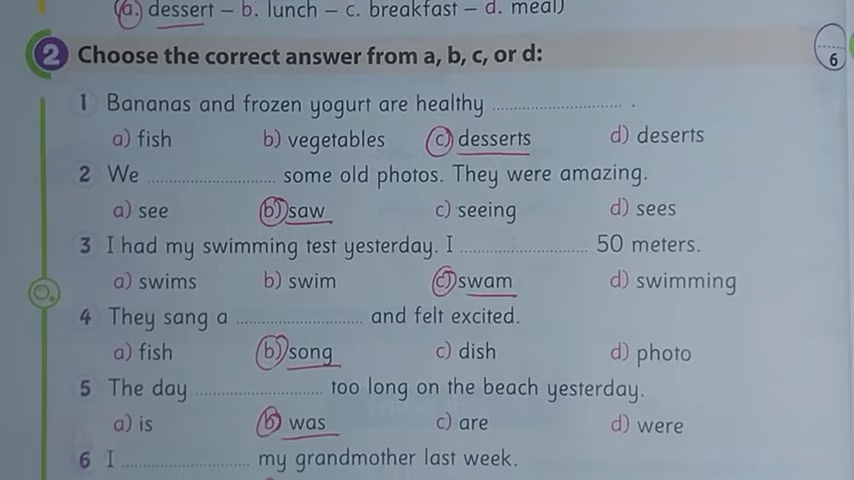 (a. dessert – b. lunch – c. breakfast – d. meal)
2 Choose the correct answer from a, b, c, or d:
6
1 Bananas and frozen yogurt are healthy .............................. .
a) fish b) vegetables c) desserts d) deserts
2 We .............................. some old photos. They were amazing.
a) see b) saw c) seeing d) sees
3 I had my swimming test yesterday. I .............................. 50 meters.
a) swims b) swim c) swam d) swimming
4 They sang a .............................. and felt excited.
a) fish b) song c) dish d) photo
5 The day .............................. too long on the beach yesterday.
a) is b) was c) are d) were
6 I .............................. my grandmother last week.